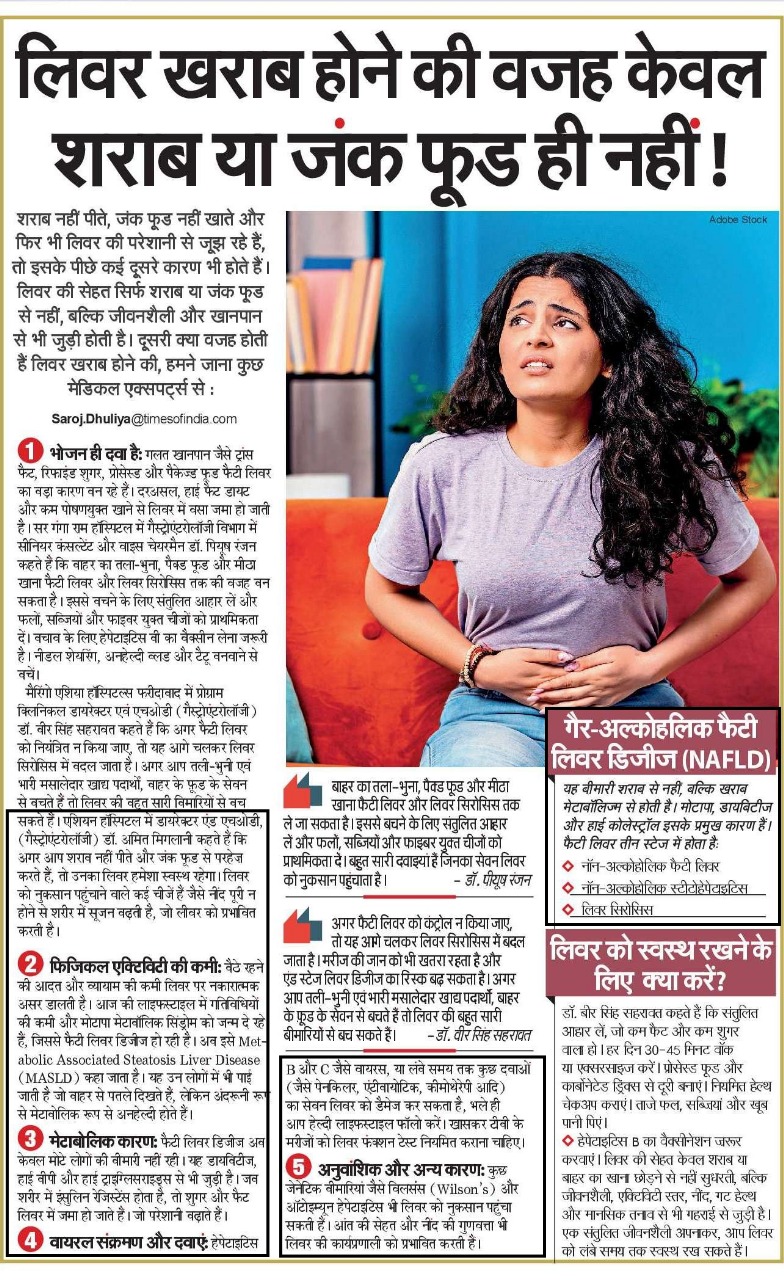 लिवर खराब होने की वजह केवल
शराब या जंक फूड ही नहीं !
शराब नहीं पीते, जंक फूड नहीं खाते और
फिर भी लिवर की परेशानी से जूझ रहे हैं,
तो इसके पीछे कई दूसरे कारण भी होते हैं।
लिवर की सेहत सिर्फ शराब या जंक फूड
से नहीं, बल्कि जीवनशैली और खानपान
से भी जुड़ी होती है। दूसरी क्या वजह होती
हैं लिवर खराब होने की, हमने जाना कुछ
मेडिकल एक्सपर्ट्स से :
Saroj.Dhuliya@timesofindia.com
1 भोजन ही दवा है: गलत खानपान जैसे ट्रांस
फैट, रिफाइंड शुगर, प्रोसेस्ड और पैकेज्ड फूड फैटी लिवर
का बड़ा कारण बन रहे हैं। दरअसल, हाई फैट डायट
और कम पोषणयुक्त खाने से लिवर में वसा जमा हो जाती
है। सर गंगा राम हॉस्पिटल में गैस्ट्रोएंटरोलॉजी विभाग में
सीनियर कंसल्टेंट और वाइस चेयरमैन डॉ. पियूष रंजन
कहते हैं कि बाहर का तला-भुना, पैक्ड फूड और मीठा
खाना फैटी लिवर और लिवर सिरोसिस तक की वजह बन
सकता है। इससे बचने के लिए संतुलित आहार लें और
फलों, सब्जियों और फाइबर युक्त चीजों को प्राथमिकता
दें। बचाव के लिए हेपेटाइटिस बी का वैक्सीन लेना जरूरी
है। नीडल शेयरिंग, अनहेल्दी ब्लड और टैटू बनवाने से
बचें।
मैरिंगो एशिया हॉस्पिटल्स फरीदाबाद में प्रोग्राम
क्लिनिकल डायरेक्टर एवं एचओडी (गैस्ट्रोएंटरोलॉजी)
डॉ. वीर सिंह सहरावत कहते हैं कि अगर फैटी लिवर
को नियंत्रित न किया जाए, तो यह आगे चलकर लिवर
सिरोसिस में बदल जाता है। अगर आप तली-भुनी एवं
भारी मसालेदार खाद्य पदार्थों, बाहर के फूड के सेवन
से बचते हैं तो लिवर की बहुत सारी बिमारियों से बच
सकते हैं। एशियन हॉस्पिटल में डायरेक्टर एंड एचओडी,
(गैस्ट्रोएंटरोलॉजी) डॉ. अमित मिगलानी कहते हैं कि
अगर आप शराब नहीं पीते और जंक फूड से परहेज
करते हैं, तो उनका लिवर हमेशा स्वस्थ रहेगा। लिवर
को नुकसान पहुंचाने वाले कई चीजें हैं जैसे नींद पूरी न
होने से शरीर में सूजन बढ़ती है, जो लीवर को प्रभावित
करती है।
2 फिजिकल एक्टिविटी की कमी: बैठे रहने
की आदत और व्यायाम की कमी लिवर पर नकारात्मक
असर डालती है। आज की लाइफस्टाइल में गतिविधियों
की कमी और मोटापा मेटाबॉलिक सिंड्रोम को जन्म दे रहे
हैं, जिससे फैटी लिवर डिजीज हो रही है। अब इसे Met-
abolic Associated Steatosis Liver Disease
(MASLD) कहा जाता है। यह उन लोगों में भी पाई
जाती है जो बाहर से पतले दिखते हैं, लेकिन अंदरूनी रूप
से मेटाबोलिक रूप से अनहेल्दी होते हैं।
3 मेटाबोलिक कारण: फैटी लिवर डिजीज अब
केवल मोटे लोगों की बीमारी नहीं रही। यह डायबिटीज,
हाई बीपी और हाई ट्राइग्लिसराइड्स से भी जुड़ी है। जब
शरीर में इंसुलिन रेजिस्टेंस होता है, तो शुगर और फैट
लिवर में जमा हो जाते हैं। जो परेशानी बढ़ाते हैं।
4 वायरल संक्रमण और दवाएं: हेपेटाइटिस
Adobe Stock
बाहर का तला-भुना, पैक्ड फूड और मीठा
खाना फैटी लिवर और लिवर सिरोसिस तक
ले जा सकता है। इससे बचने के लिए संतुलित आहार
लें और फलों, सब्जियों और फाइबर युक्त चीजों को
प्राथमिकता दें। बहुत सारी दवाइयां हैं जिनका सेवन लिवर
को नुकसान पहुंचाता है। - डॉ. पीयूष रंजन
अगर फैटी लिवर को कंट्रोल न किया जाए,
तो यह आगे चलकर लिवर सिरोसिस में बदल
जाता है। मरीज की जान को भी खतरा रहता है और
एंड स्टेज लिवर डिजीज का रिस्क बढ़ सकता है। अगर
आप तली-भुनी एवं भारी मसालेदार खाद्य पदार्थों, बाहर
के फूड के सेवन से बचते हैं तो लिवर की बहुत सारी
बीमारियों से बच सकते हैं। -डॉ. वीर सिंह सहरावत
B और C जैसे वायरस, या लंबे समय तक कुछ दवाओं
(जैसे पेनकिलर, एंटीबायोटिक, कीमोथेरेपी आदि)
का सेवन लिवर को डैमेज कर सकता है, भले ही
आप हेल्दी लाइफस्टाइल फॉलो करें। खासकर टीबी के
मरीजों को लिवर फंक्शन टेस्ट नियमित कराना चाहिए।
5 अनुवांशिक और अन्य कारण: कुछ
जेनेटिक बीमारियां जैसे विलसंस (Wilson's) और
ऑटोइम्यून हेपेटाइटिस भी लिवर को नुकसान पहुंचा
सकती हैं। आंत की सेहत और नींद की गुणवत्ता भी
लिवर की कार्यप्रणाली को प्रभावित करती हैं।
गैर-अल्कोहलिक फैटी
लिवर डिजीज (NAFLD)
यह बीमारी शराब से नहीं, बल्कि खराब
मेटाबॉलिज्म से होती है। मोटापा, डायबिटीज
और हाई कोलेस्ट्रॉल इसके प्रमुख कारण हैं।
फैटी लिवर तीन स्टेज में होता है:
नॉन-अल्कोहोलिक फैटी लिवर
नॉन-अल्कोहोलिक स्टीटोहेपेटाइटिस
लिवर सिरोसिस
लिवर को स्वस्थ रखने के
लिए क्या करें?
डॉ. बीर सिंह सहरावत कहते हैं कि संतुलित
आहार लें, जो कम फैट और कम शुगर
वाला हो। हर दिन 30-45 मिनट वॉक
या एक्सरसाइज करें। प्रोसेस्ड फूड और
कार्बोनेटेड ड्रिंक्स से दूरी बनाएं। नियमित हेल्थ
चेकअप कराएं। ताजे फल, सब्जियां और खूब
पानी पिएं।
हेपेटाइटिस B का वैक्सीनेशन जरूर
करवाएं। लिवर की सेहत केवल शराब या
बाहर का खाना छोड़ने से नहीं सुधरती, बल्कि
जीवनशैली, एक्टिविटी स्तर, नींद, गट हेल्थ
और मानसिक तनाव से भी गहराई से जुड़ी है।
एक संतुलित जीवनशैली अपनाकर, आप लिवर
को लंबे समय तक स्वस्थ रख सकते हैं।